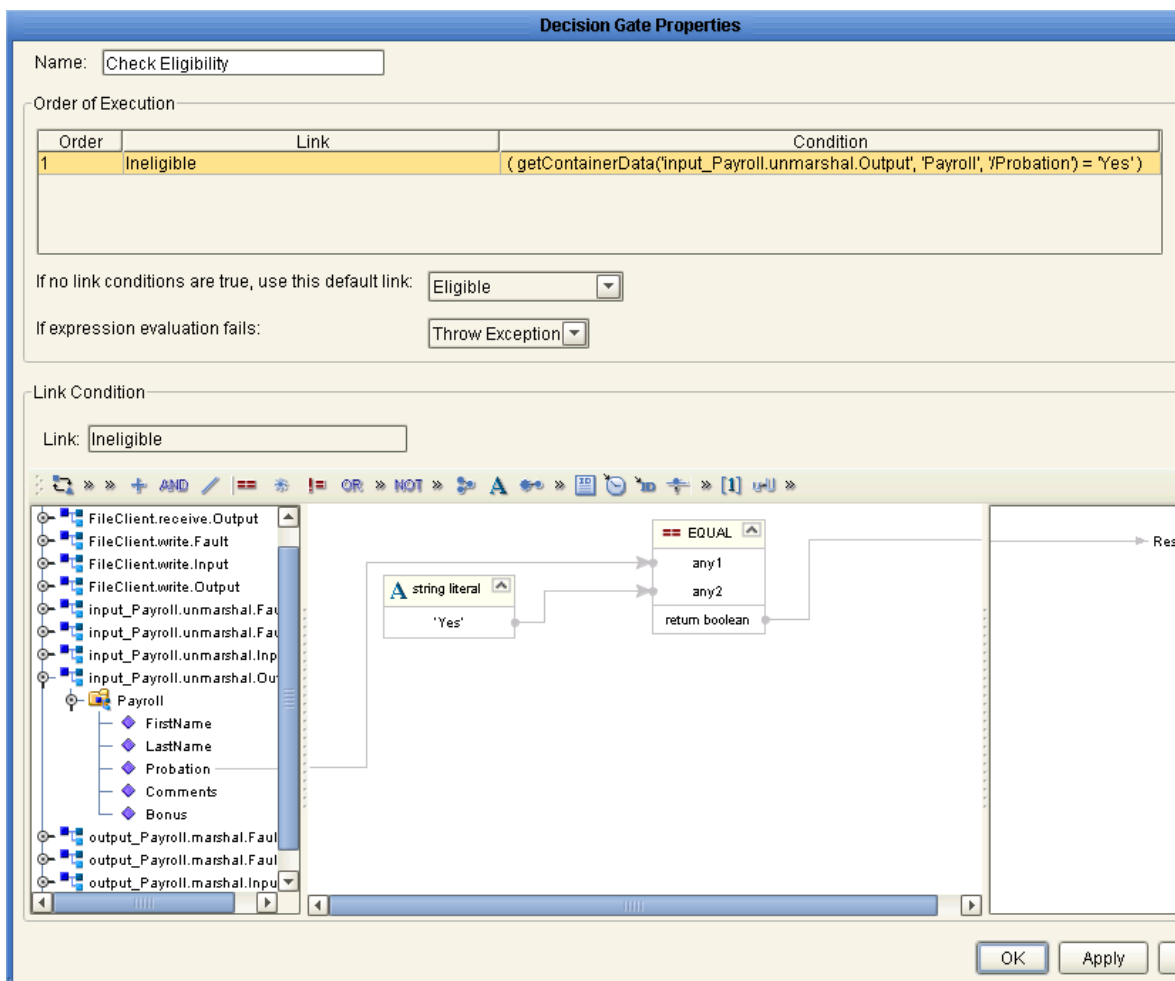 Decision Gate Properties
Name: Check Eligibility
Order of Execution
Order Link Condition
1 Ineligible ( getContainerData('input_Payroll.unmarshal.Output', 'Payroll', '/Probation') = 'Yes' )
If no link conditions are true, use this default link: Eligible
If expression evaluation fails: Throw Exception
Link Condition
Link: Ineligible
» » AND == != OR » NOT » A » ID ID » [1] »
FileClient.receive.Output
FileClient.write.Fault
FileClient.write.Input
FileClient.write.Output
input_Payroll.unmarshal.Fau
input_Payroll.unmarshal.Fau
input_Payroll.unmarshal.Inp
input_Payroll.unmarshal.Ou
Payroll
FirstName
LastName
Probation
Comments
Bonus
output_Payroll.marshal.Faul
output_Payroll.marshal.Faul
output_Payroll.marshal.Inpu
A string literal
'Yes'
== EQUAL
any1
any2
return boolean
Res
OK Apply